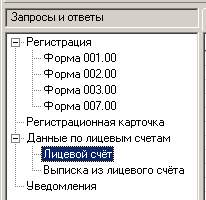 Запросы и ответы
Регистрация
Форма 001.00
Форма 002.00
Форма 003.00
Форма 007.00
Регистрационная карточка
Данные по лицевым счетам
Лицевой счёт
Выписка из лицевого счёта
Уведомления